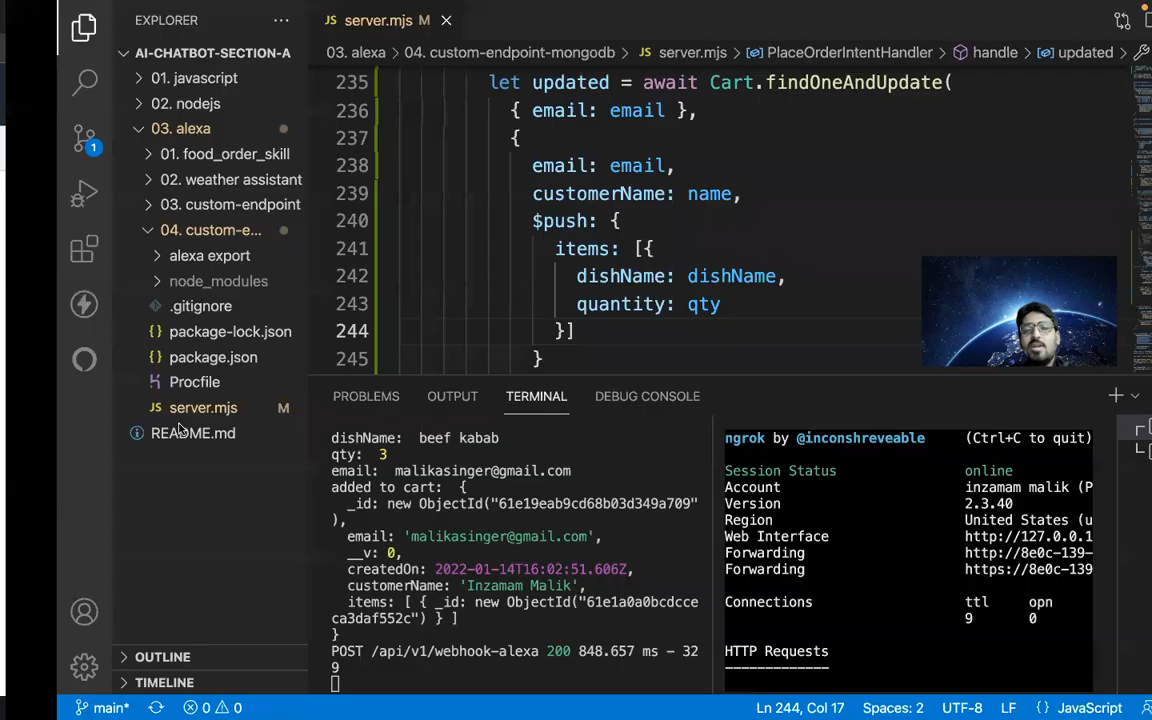 EXPLORER
AI-CHATBOT-SECTION-A
01. javascript
02. nodejs
03. alexa
01. food_order_skill
02. weather assistant
03. custom-endpoint
04. custom-e...
alexa export
node_modules
.gitignore
{} package-lock.json
{} package.json
Procfile
JS server.mjs M
README.md
OUTLINE
TIMELINE
JS server.mjs M
03. alexa > 04. custom-endpoint-mongodb > JS server.mjs > PlaceOrderIntentHandler > handle > updated >
235 let updated = await Cart.findOneAndUpdate(
236 { email: email },
237 {
238 email: email,
239 customerName: name,
240 $push: {
241 items: [{
242 dishName: dishName,
243 quantity: qty
244 }]
245 }
PROBLEMS OUTPUT TERMINAL DEBUG CONSOLE
dishName: beef kabab
qty: 3
email: malikasinger@gmail.com
added to cart: {
_id: new ObjectId("61e19eab9cd68b03d349a709"
),
email: 'malikasinger@gmail.com',
__v: 0,
createdOn: 2022-01-14T16:02:51.606Z,
customerName: 'Inzamam Malik',
items: [ { _id: new ObjectId("61e1a0a0bcdcce
ca3daf552c") } ]
}
POST /api/v1/webhook-alexa 200 848.657 ms - 32
9
ngrok by @inconshreveable (Ctrl+C to quit)
Session Status online
Account inzamam malik (P
Version 2.3.40
Region United States (u
Web Interface http://127.0.0.1
Forwarding http://8e0c-139-
Forwarding https://8e0c-139
Connections ttl opn
9 0
HTTP Requests
-------------
1
main* 0 0 Ln 244, Col 17 Spaces: 2 UTF-8 LF {} JavaScript